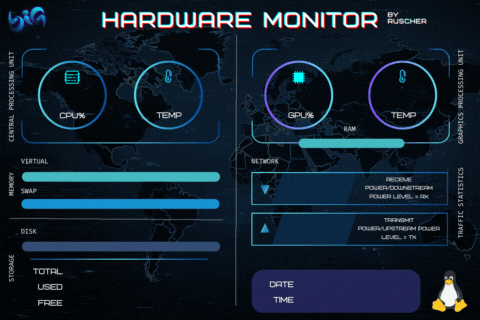 biG
HARDWARE MONITOR
BY
RUSCHER
CENTRAL PROCESSING UNIT
CPU%
TEMP
GPU%
TEMP
GRAPHICS PROCESSING UNIT
RAM
MEMORY
VIRTUAL
SWAP
NETWORK
RECEIVE
POWER/DOWNSTREAM
POWER LEVEL = RX
TRANSMIT
POWER/UPSTREAM POWER
LEVEL = TX
TRAFFIC STATISTICS
STORAGE
DISK
TOTAL
USED
FREE
DATE
TIME